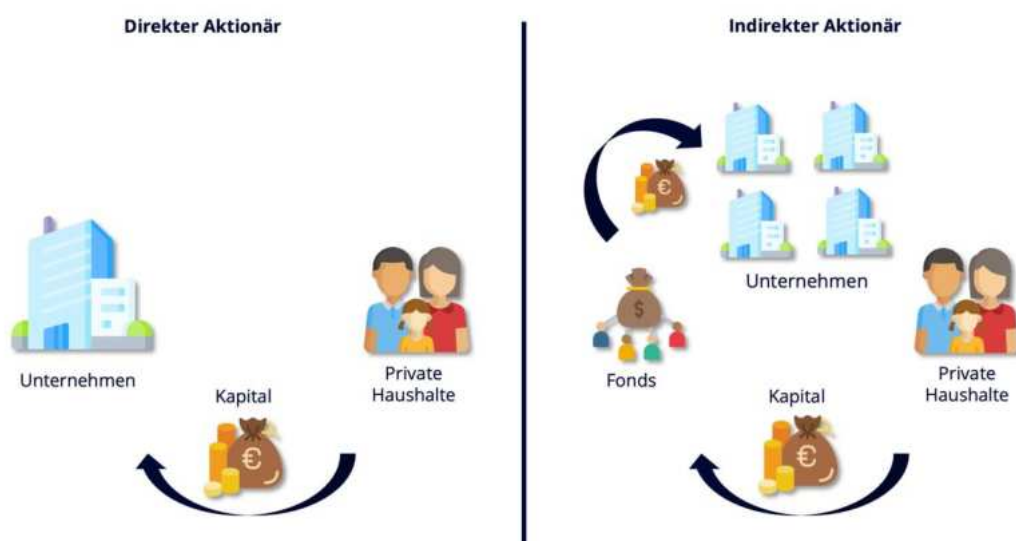 Direkter Aktionär
Unternehmen
Private
Haushalte
Kapital
€
Indirekter Aktionär
€
Unternehmen
$
Fonds
Private
Haushalte
Kapital
€